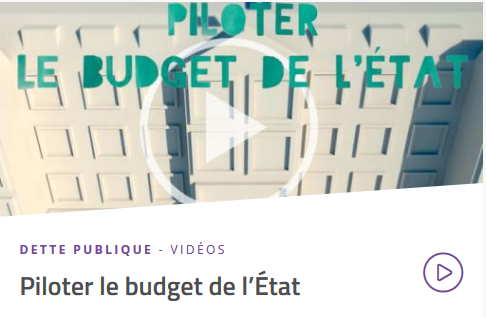 PILOTER
LE BUDGET DE L'ÉTAT
DETTE PUBLIQUE - VIDÉOS
Piloter le budget de l'État